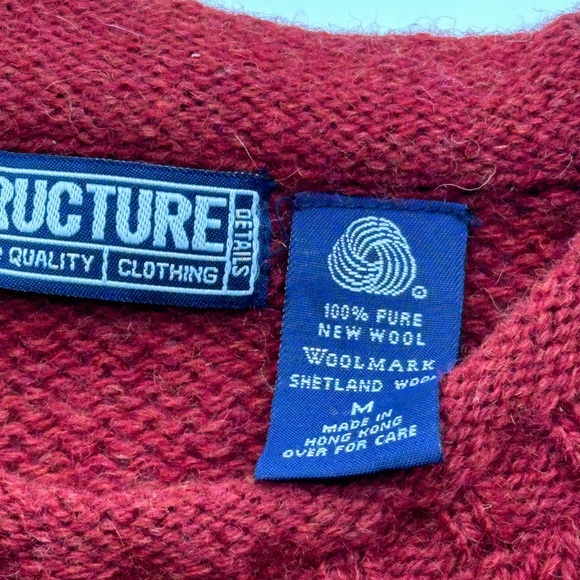 RUCTURE
DETAILS
QUALITY CLOTHING
100% PURE
NEW WOOL
WOOLMARK
SHETLAND WOOL
M
MADE IN
HONG KONG
OVER FOR CARE